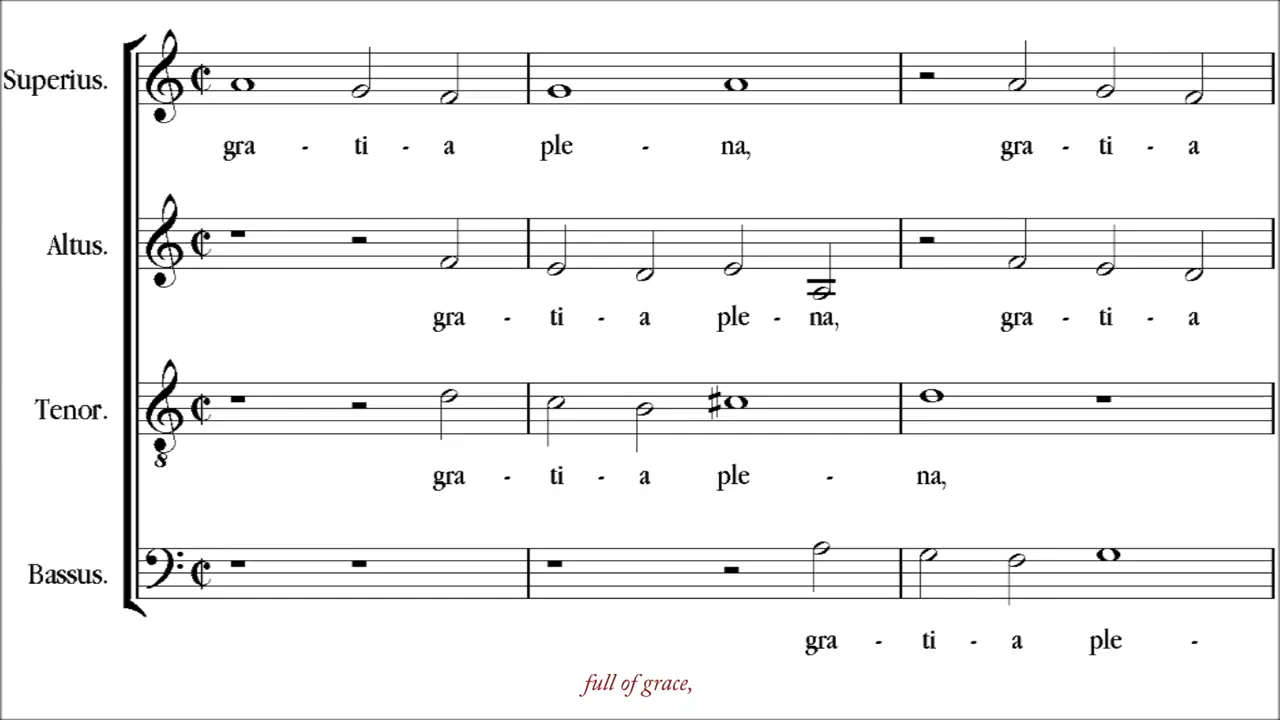 Superius.
gra - ti - a ple - na, gra - ti - a
Altus.
gra - ti - a ple - na, gra - ti - a
Tenor.
8
gra - ti - a ple - na,
Bassus.
gra - ti - a ple -
full of grace,